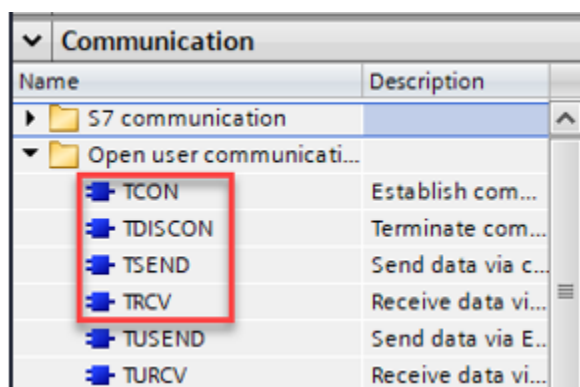 Communication
Name Description
S7 communication
Open user communicati...
TCON Establish com...
TDISCON Terminate com...
TSEND Send data via c...
TRCV Receive data vi...
TUSEND Send data via E...
TURCV Receive data vi...